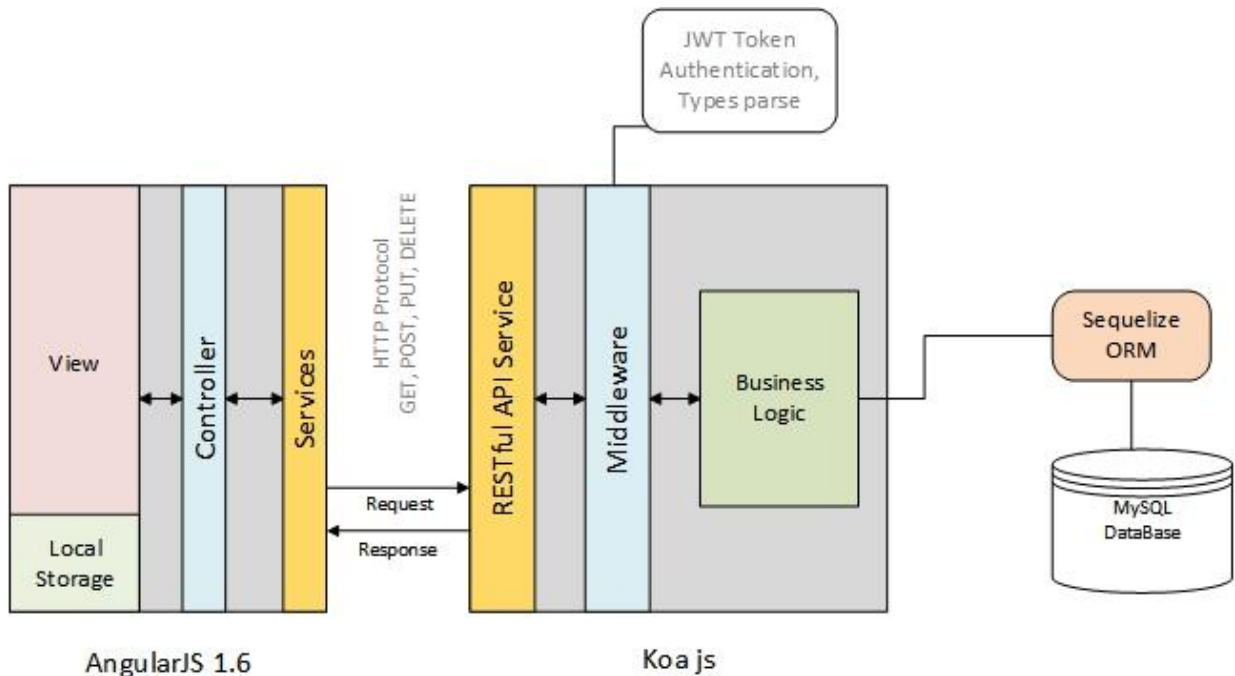 JWT Token
Authentication,
Types parse
View
Local
Storage
Controller
Services
HTTP Protocol
GET, POST, PUT, DELETE
Request
Response
RESTful API Service
Middleware
Business
Logic
Sequelize
ORM
MySQL
DataBase
AngularJS 1.6
Koa js